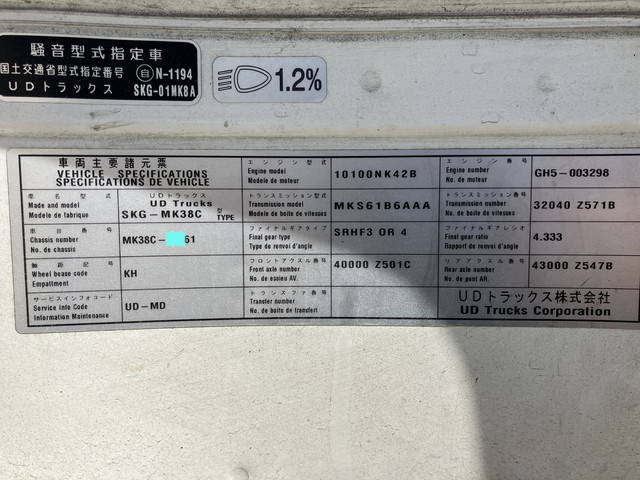 騒音型式指定車
国土交通省型式指定番号 自 N-1194
UDトラックス SKG-01MK8A
1.2%
車両主要諸元票
VEHICLE SPECIFICATIONS
SPECIFICATIONS DE VEHICLE
車名型式
Made and model
Modele de fabrique
UDトラックス
UD Trucks
SKG-MK38C 型 TYPE
車台番号
Chassis number
No. de chassis
MK38C- 61
軸距記号
Wheel bease code
Empattment
KH
サービスインフォコード
Service info Code
Information Maintenance
UD-MD
エンジン型式
Engine model
Modele de moteur
10100NK42B
トランスミッション型式
Transmission model
Modele de boite de vitesses
MKS61B6AAA
ファイナルギアタイプ
Final gear type
Type de renvoi d'angle
SRHF3 OR 4
フロントアクスル番号
Front axle number
No. de esaieu AV.
40000 Z501C
トランスファ番号
Transfer number
No. de boite de transfert
エンジン番号
Engine number
No. de moteur
GH5-003298
トランスミッション番号
Transmission number
Modele de boite de vitesses
32040 Z571B
ファイナルギアレシオ
Final gear ratio
Rapport de renvoi d'angle
4.333
リアアクスル番号
Rear axle number
No. de punt AR.
43000 Z547B
UDトラックス株式会社
UD Trucks Corporation